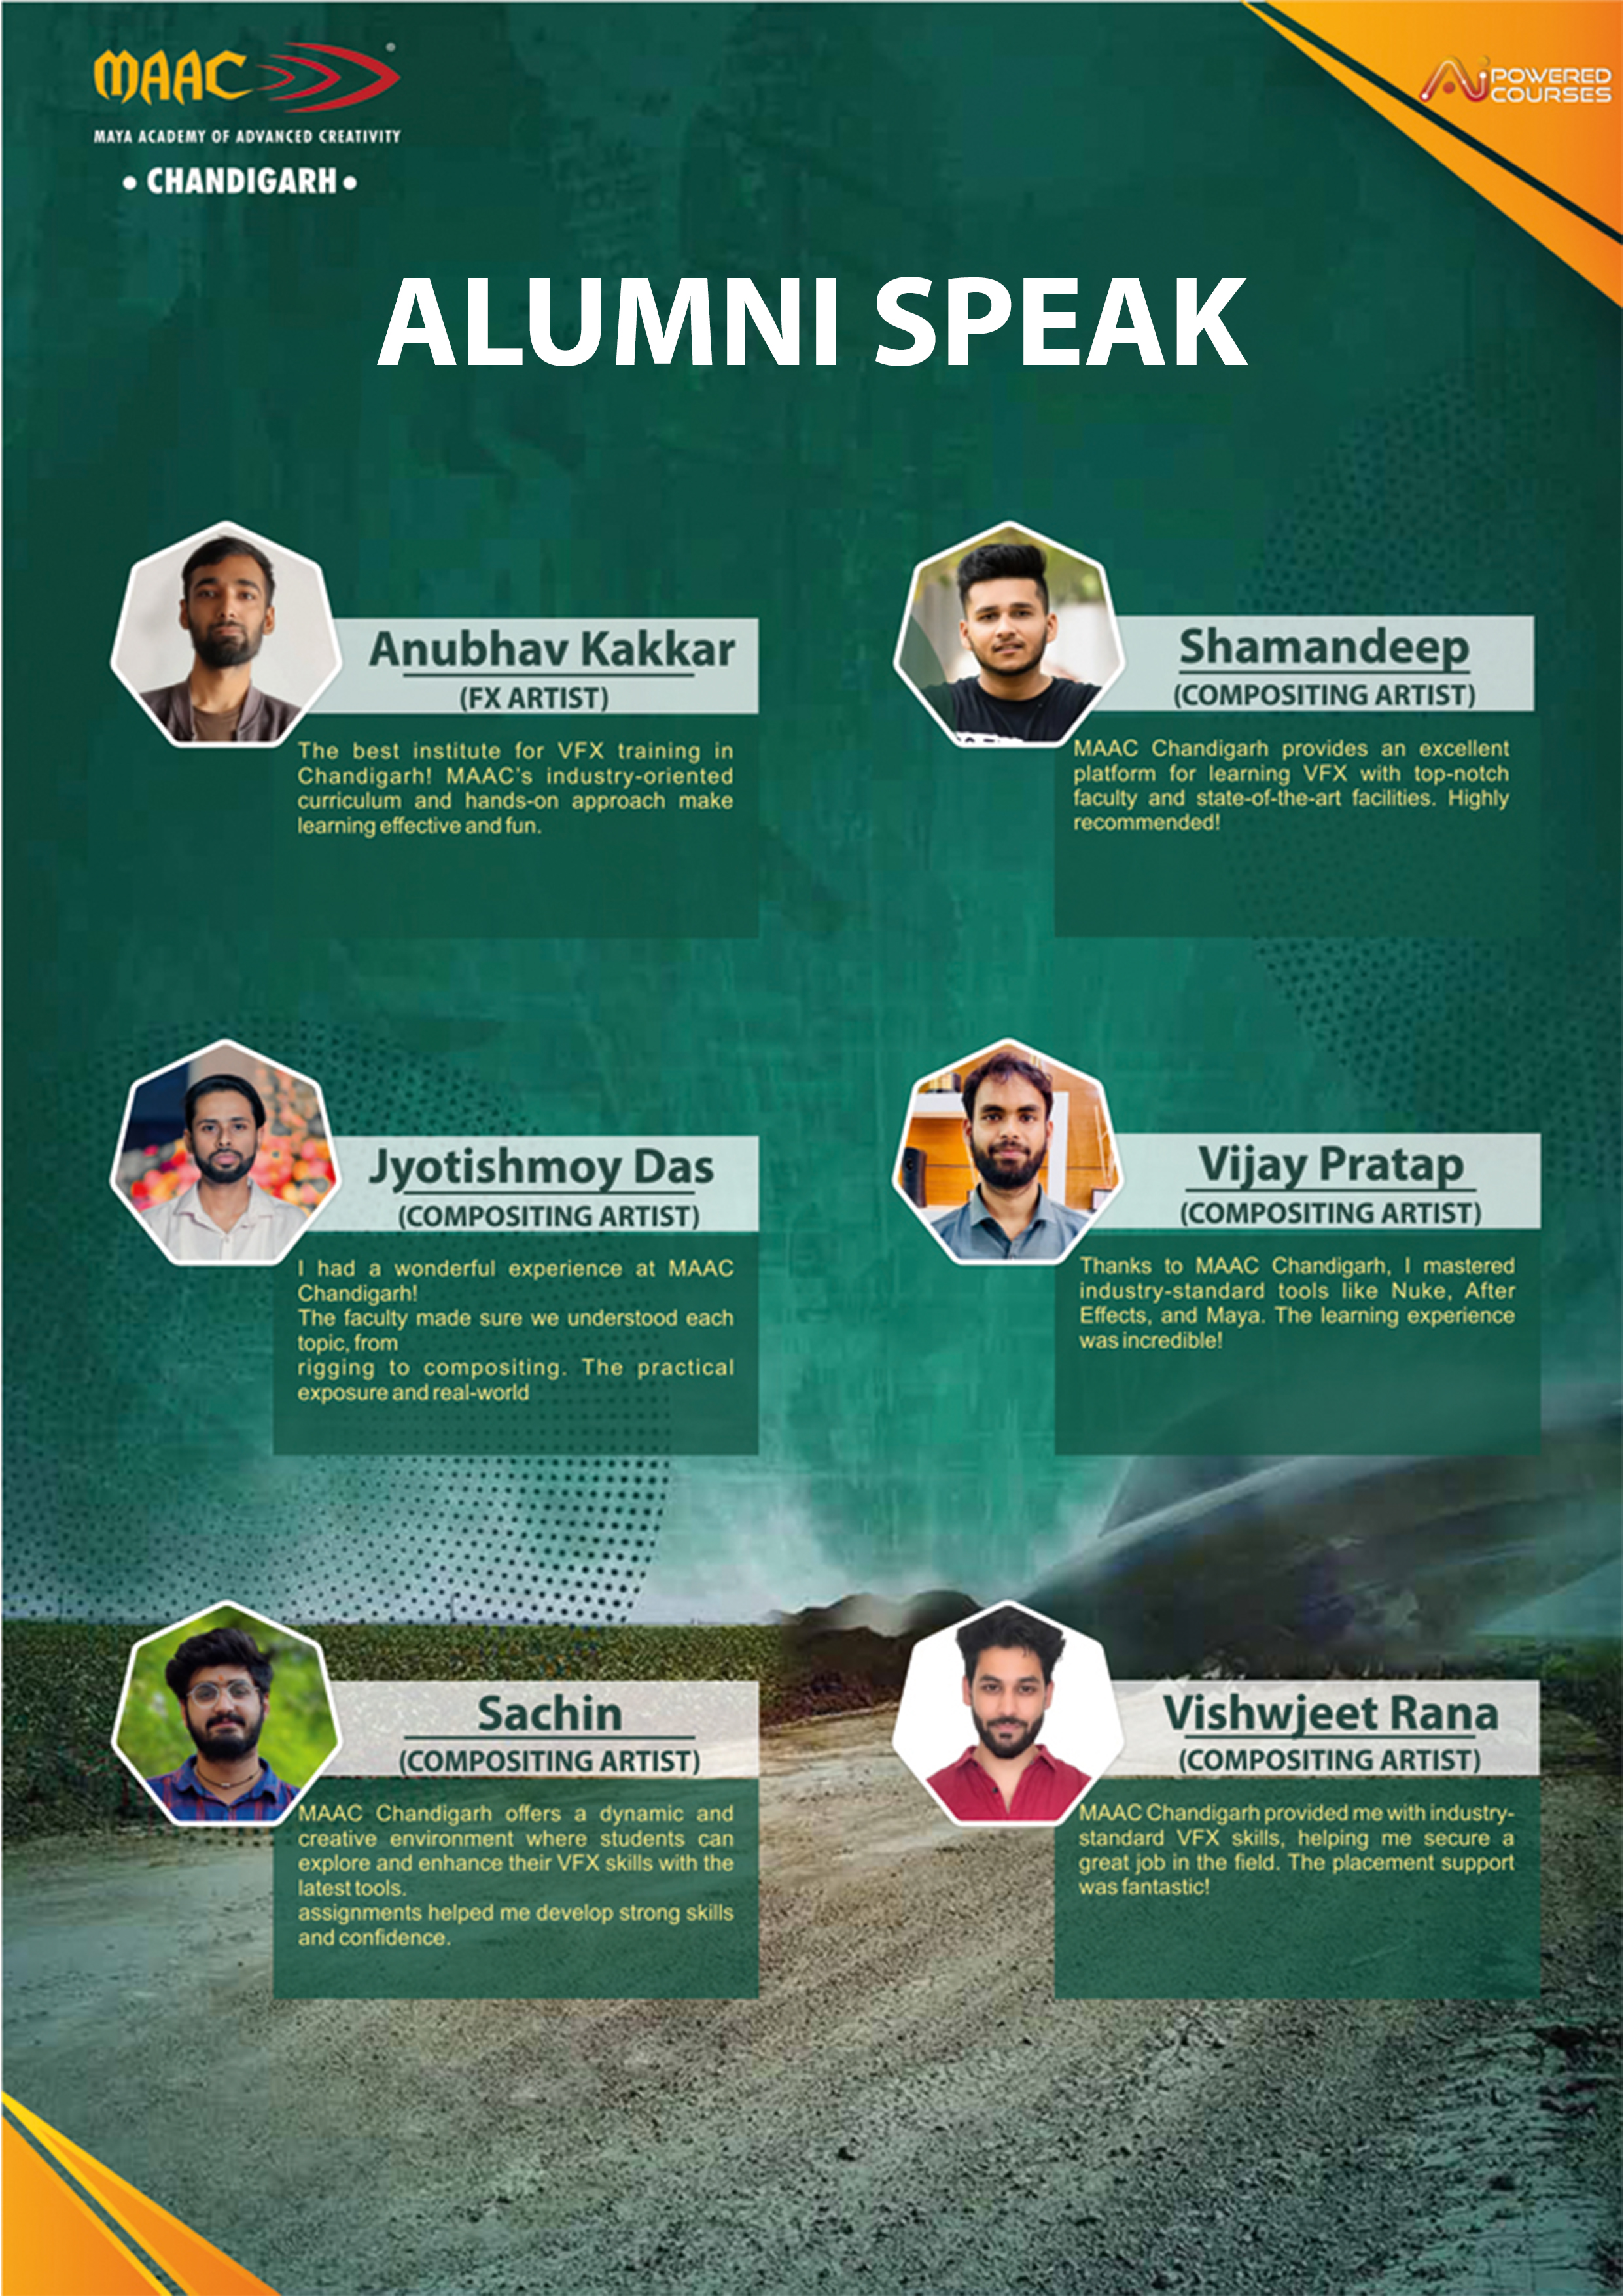 MAAC
MAYA ACADEMY OF ADVANCED CREATIVITY
• CHANDIGARH •
Ai POWERED
COURSES
ALUMNI SPEAK
Anubhav Kakkar
(FX ARTIST)
The best institute for VFX training in
Chandigarh! MAAC's industry-oriented
curriculum and hands-on approach make
learning effective and fun.
Shamandeep
(COMPOSITING ARTIST)
MAAC Chandigarh provides an excellent
platform for learning VFX with top-notch
faculty and state-of-the-art facilities. Highly
recommended!
Jyotishmoy Das
(COMPOSITING ARTIST)
I had a wonderful experience at MAAC
Chandigarh!
The faculty made sure we understood each
topic, from
rigging to compositing. The practical
exposure and real-world
Vijay Pratap
(COMPOSITING ARTIST)
Thanks to MAAC Chandigarh, I mastered
industry-standard tools like Nuke, After
Effects, and Maya. The learning experience
was incredible!
Sachin
(COMPOSITING ARTIST)
MAAC Chandigarh offers a dynamic and
creative environment where students can
explore and enhance their VFX skills with the
latest tools.
assignments helped me develop strong skills
and confidence.
Vishwjeet Rana
(COMPOSITING ARTIST)
MAAC Chandigarh provided me with industry-
standard VFX skills, helping me secure a
great job in the field. The placement support
was fantastic!